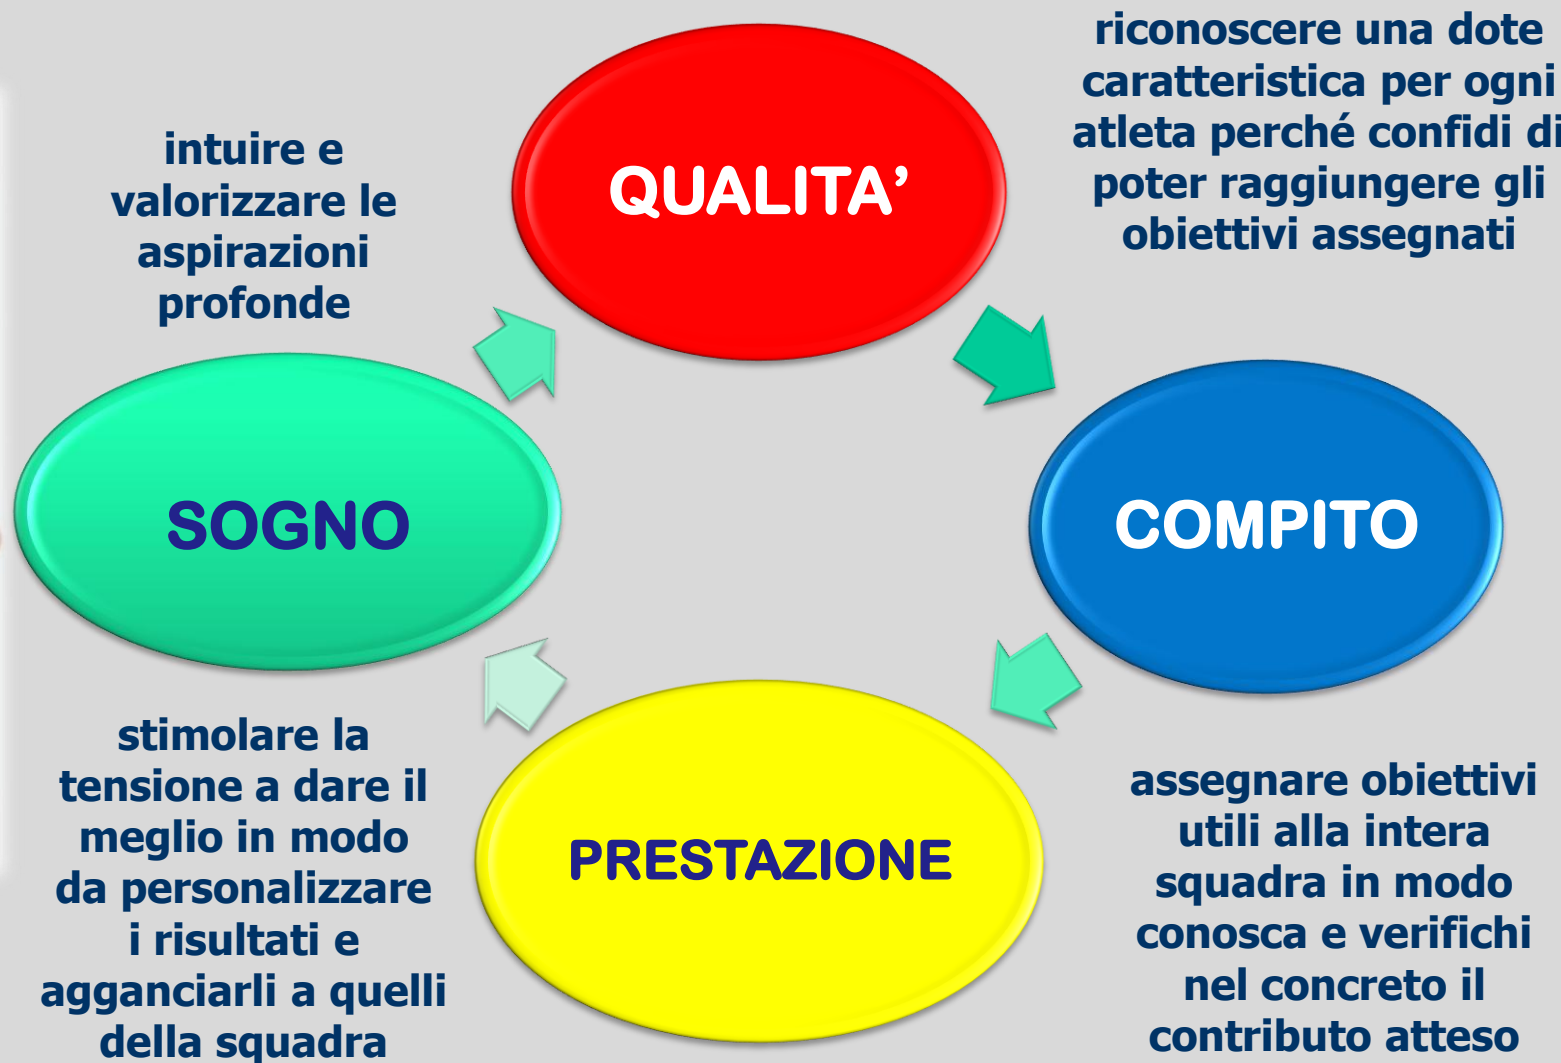 riconoscere una dote
caratteristica per ogni
atleta perché confidi di
poter raggiungere gli
obiettivi assegnati
intuire e
valorizzare le
aspirazioni
profonde
QUALITA’
SOGNO
COMPITO
PRESTAZIONE
stimolare la
tensione a dare il
meglio in modo
da personalizzare
i risultati e
agganciarli a quelli
della squadra
assegnare obiettivi
utili alla intera
squadra in modo
conosca e verifichi
nel concreto il
contributo atteso